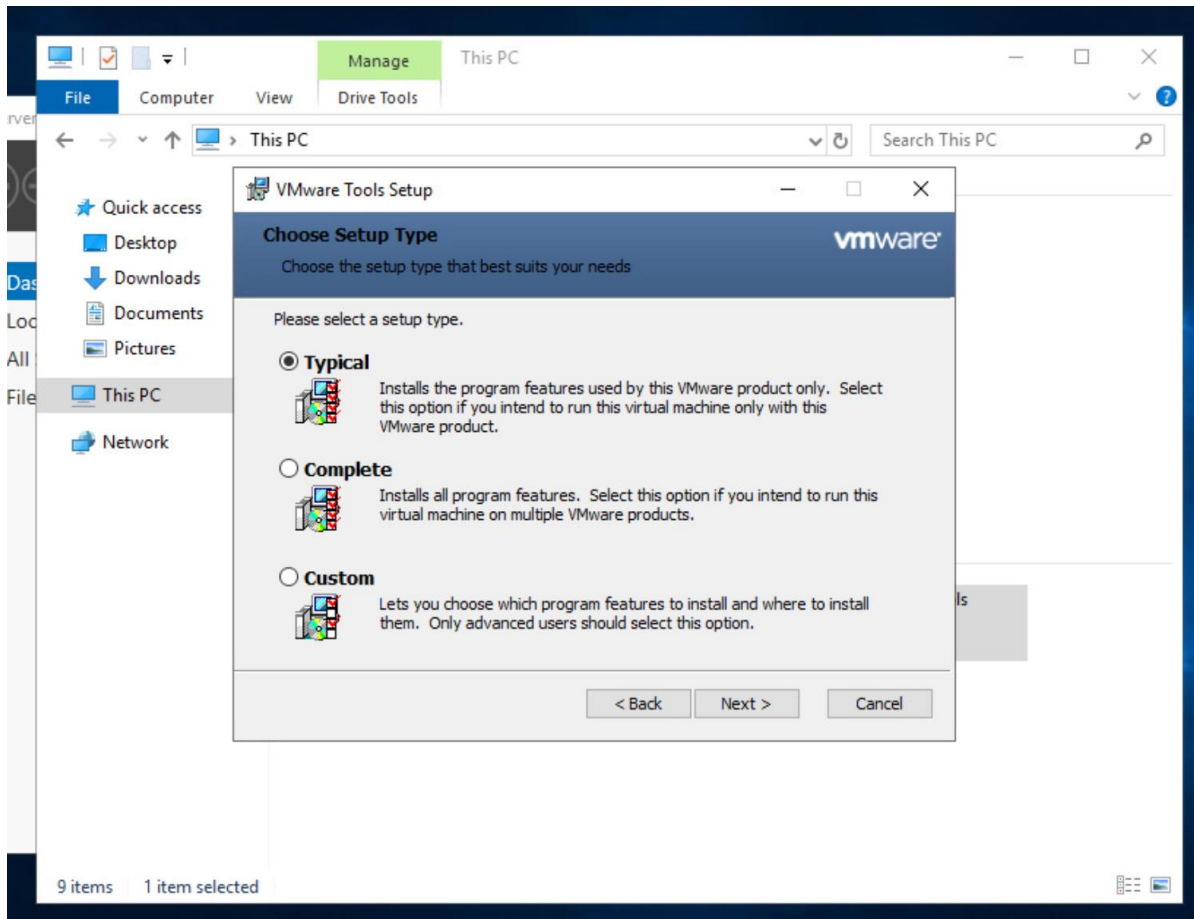 Manage
This PC
File
Computer
View
Drive Tools
This PC
Search This PC
Quick access
Desktop
Downloads
Documents
Pictures
This PC
Network
VMware Tools Setup
Choose Setup Type
vmware
Choose the setup type that best suits your needs
Please select a setup type.
Typical
Installs the program features used by this VMware product only. Select
this option if you intend to run this virtual machine only with this
VMware product.
Complete
Installs all program features. Select this option if you intend to run this
virtual machine on multiple VMware products.
Custom
Lets you choose which program features to install and where to install
them. Only advanced users should select this option.
< Back
Next >
Cancel
9 items
1 item selected